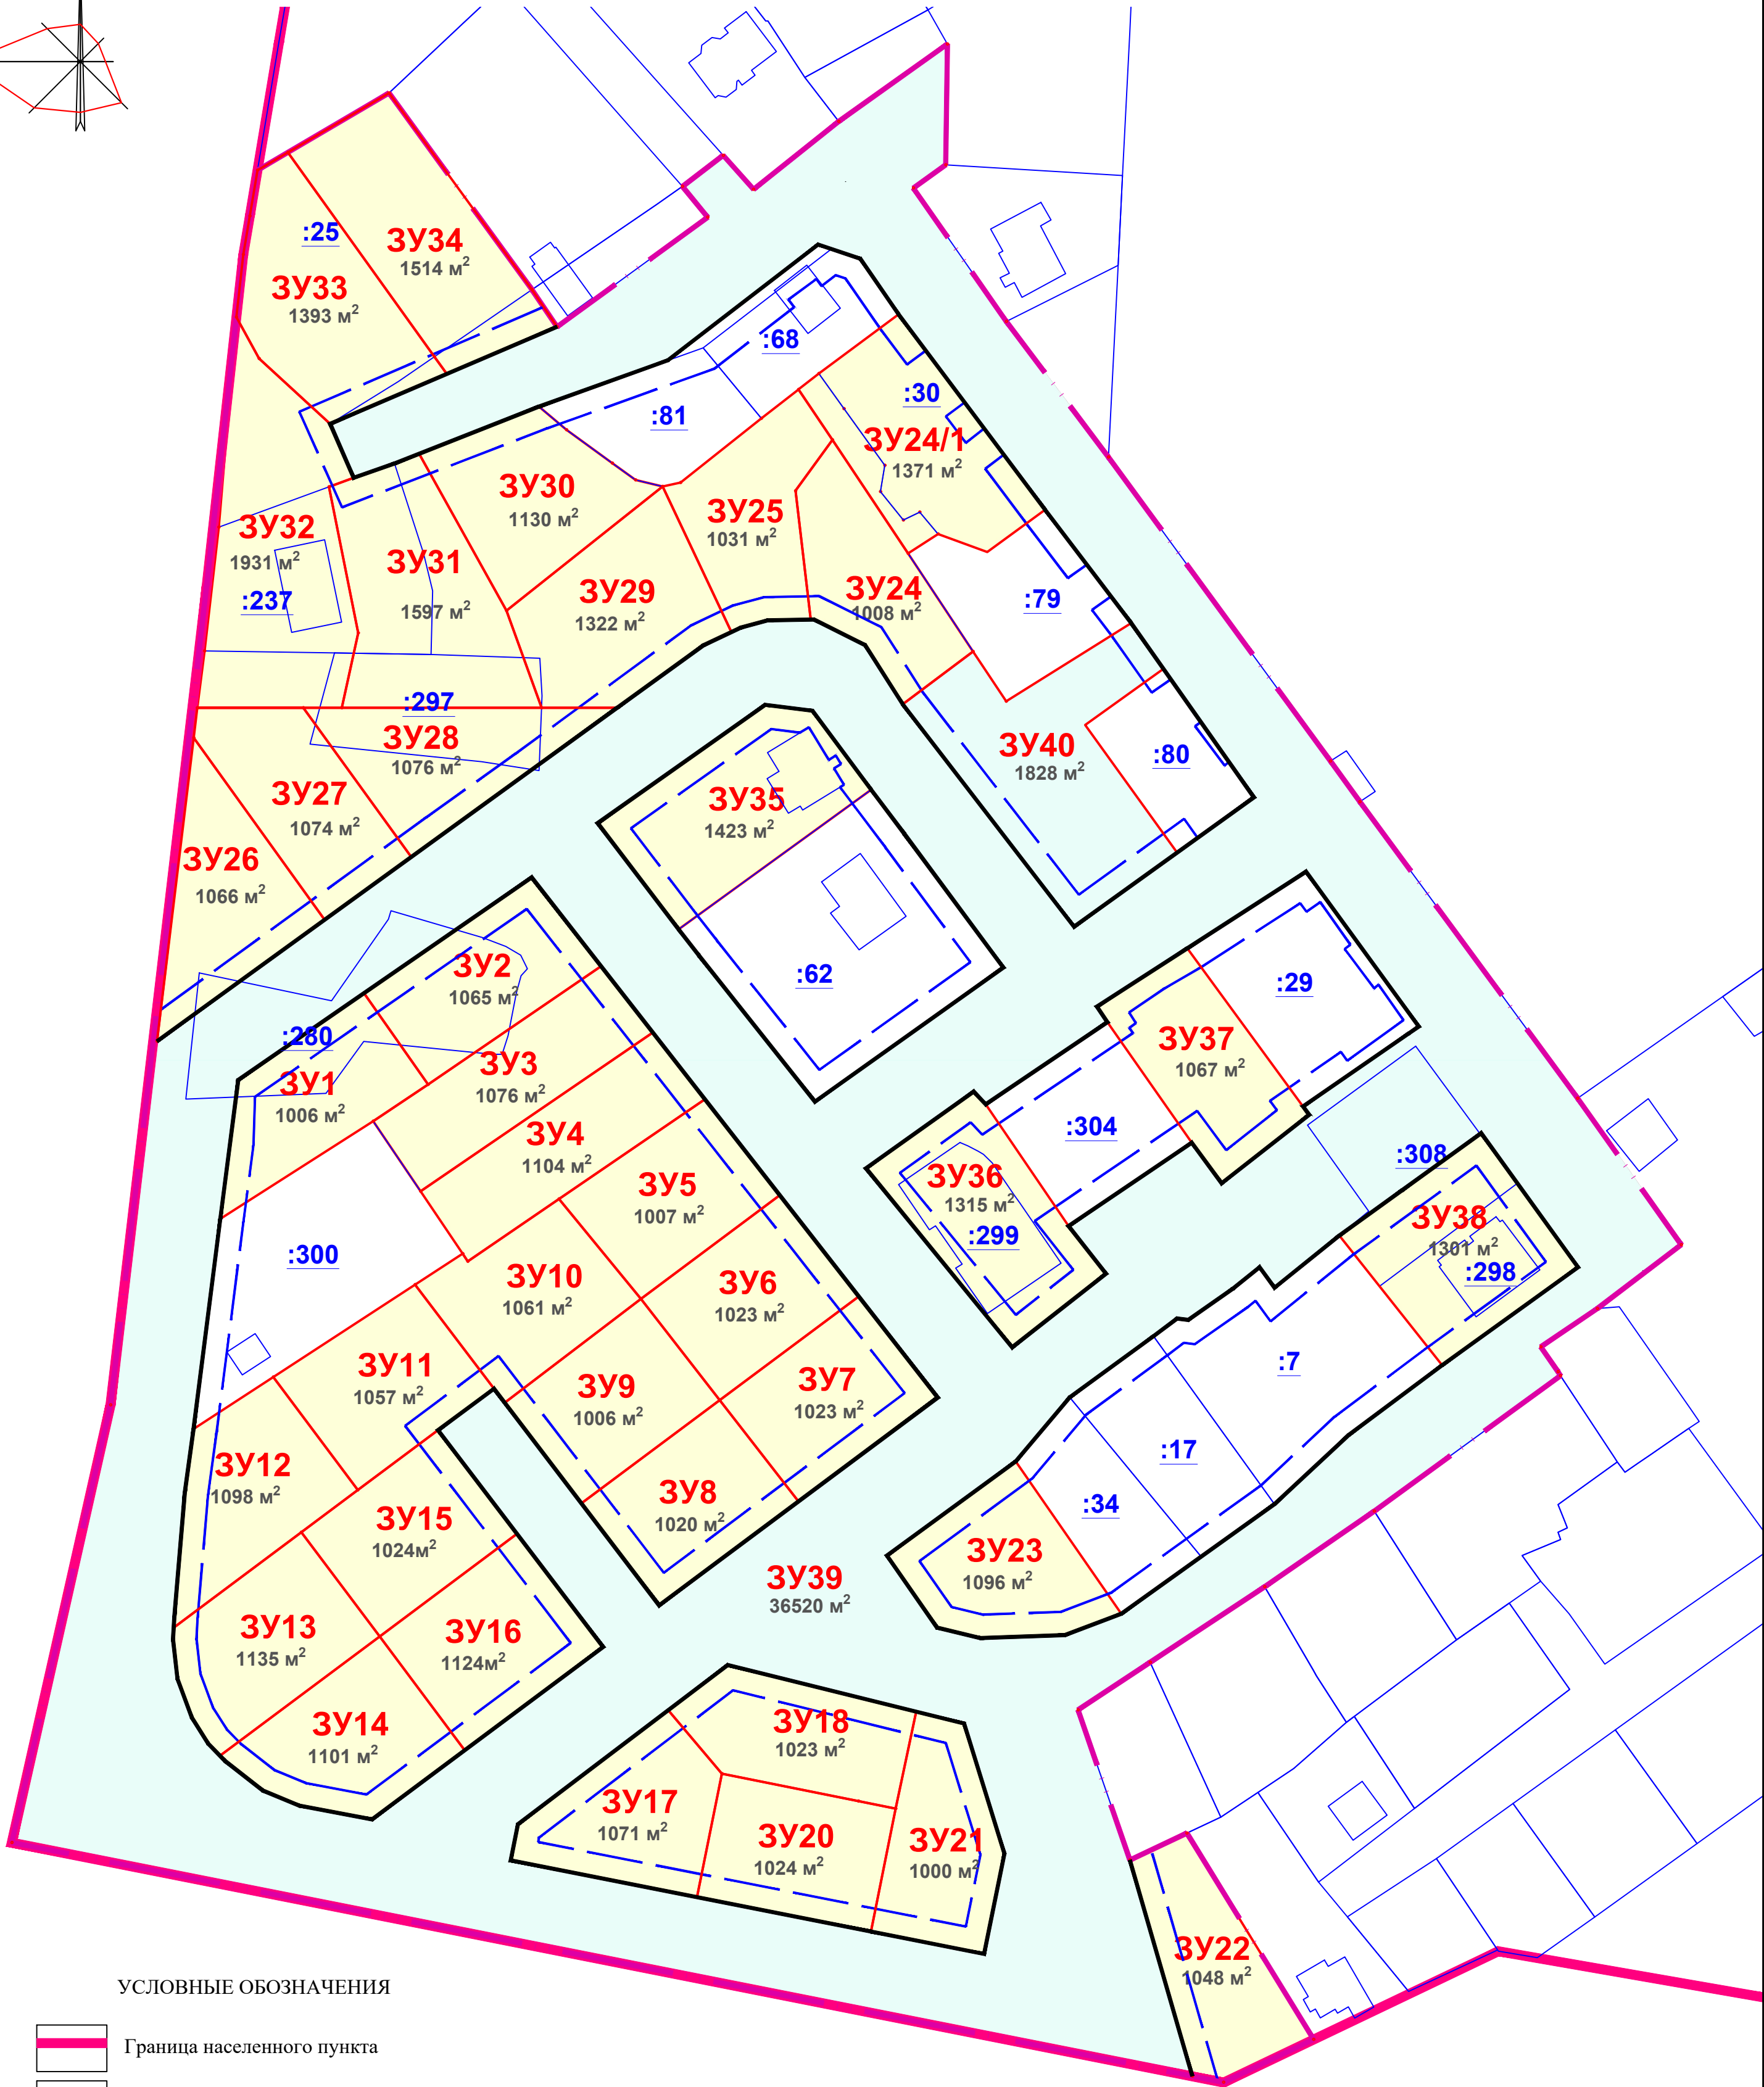 :25
ЗУ34
1514 м²
ЗУ33
1393 м²
:68
:30
:81
ЗУ24/1
1371 м²
ЗУ30
1130 м²
ЗУ25
1031 м²
ЗУ32
1931 м²
:237
ЗУ31
1597 м²
ЗУ29
1322 м²
ЗУ24
1008 м²
:79
:297
ЗУ28
1076 м²
ЗУ40
1828 м²
:80
ЗУ27
1074 м²
ЗУ35
1423 м²
ЗУ26
1066 м²
ЗУ2
1065 м²
:62
:29
:280
ЗУ1
1006 м²
ЗУ3
1076 м²
ЗУ37
1067 м²
ЗУ4
1104 м²
:304
:308
ЗУ5
1007 м²
ЗУ36
1315 м²
:299
ЗУ38
1301 м²
:298
:300
ЗУ10
1061 м²
ЗУ6
1023 м²
:7
ЗУ11
1057 м²
ЗУ9
1006 м²
ЗУ7
1023 м²
ЗУ12
1098 м²
:17
ЗУ8
1020 м²
:34
ЗУ15
1024м²
ЗУ23
1096 м²
ЗУ39
36520 м²
ЗУ13
1135 м²
ЗУ16
1124м²
ЗУ14
1101 м²
ЗУ18
1023 м²
ЗУ17
1071 м²
ЗУ20
1024 м²
ЗУ21
1000 м²
ЗУ22
1048 м²
УСЛОВНЫЕ ОБОЗНАЧЕНИЯ
Граница населенного пункта